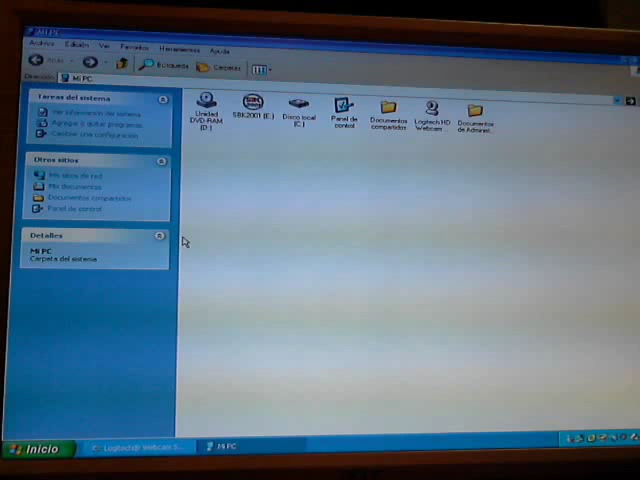 Mi PC
Archivo Edición Ver Favoritos Herramientas Ayuda
Atrás Búsqueda Carpetas
Dirección Mi PC
Tareas del sistema
Ver información del sistema
Agregar o quitar programas
Cambiar una configuración
Otros sitios
Mis sitios de red
Mis documentos
Documentos compartidos
Panel de control
Detalles
Mi PC
Carpeta del sistema
Unidad DVD-RAM (D:)
SBK2001 (E:)
Disco local (C:)
Panel de control
Documentos compartidos
Logitech HD Webcam ...
Documentos de Administ...
Inicio
Logitech® Webcam S...
Mi PC